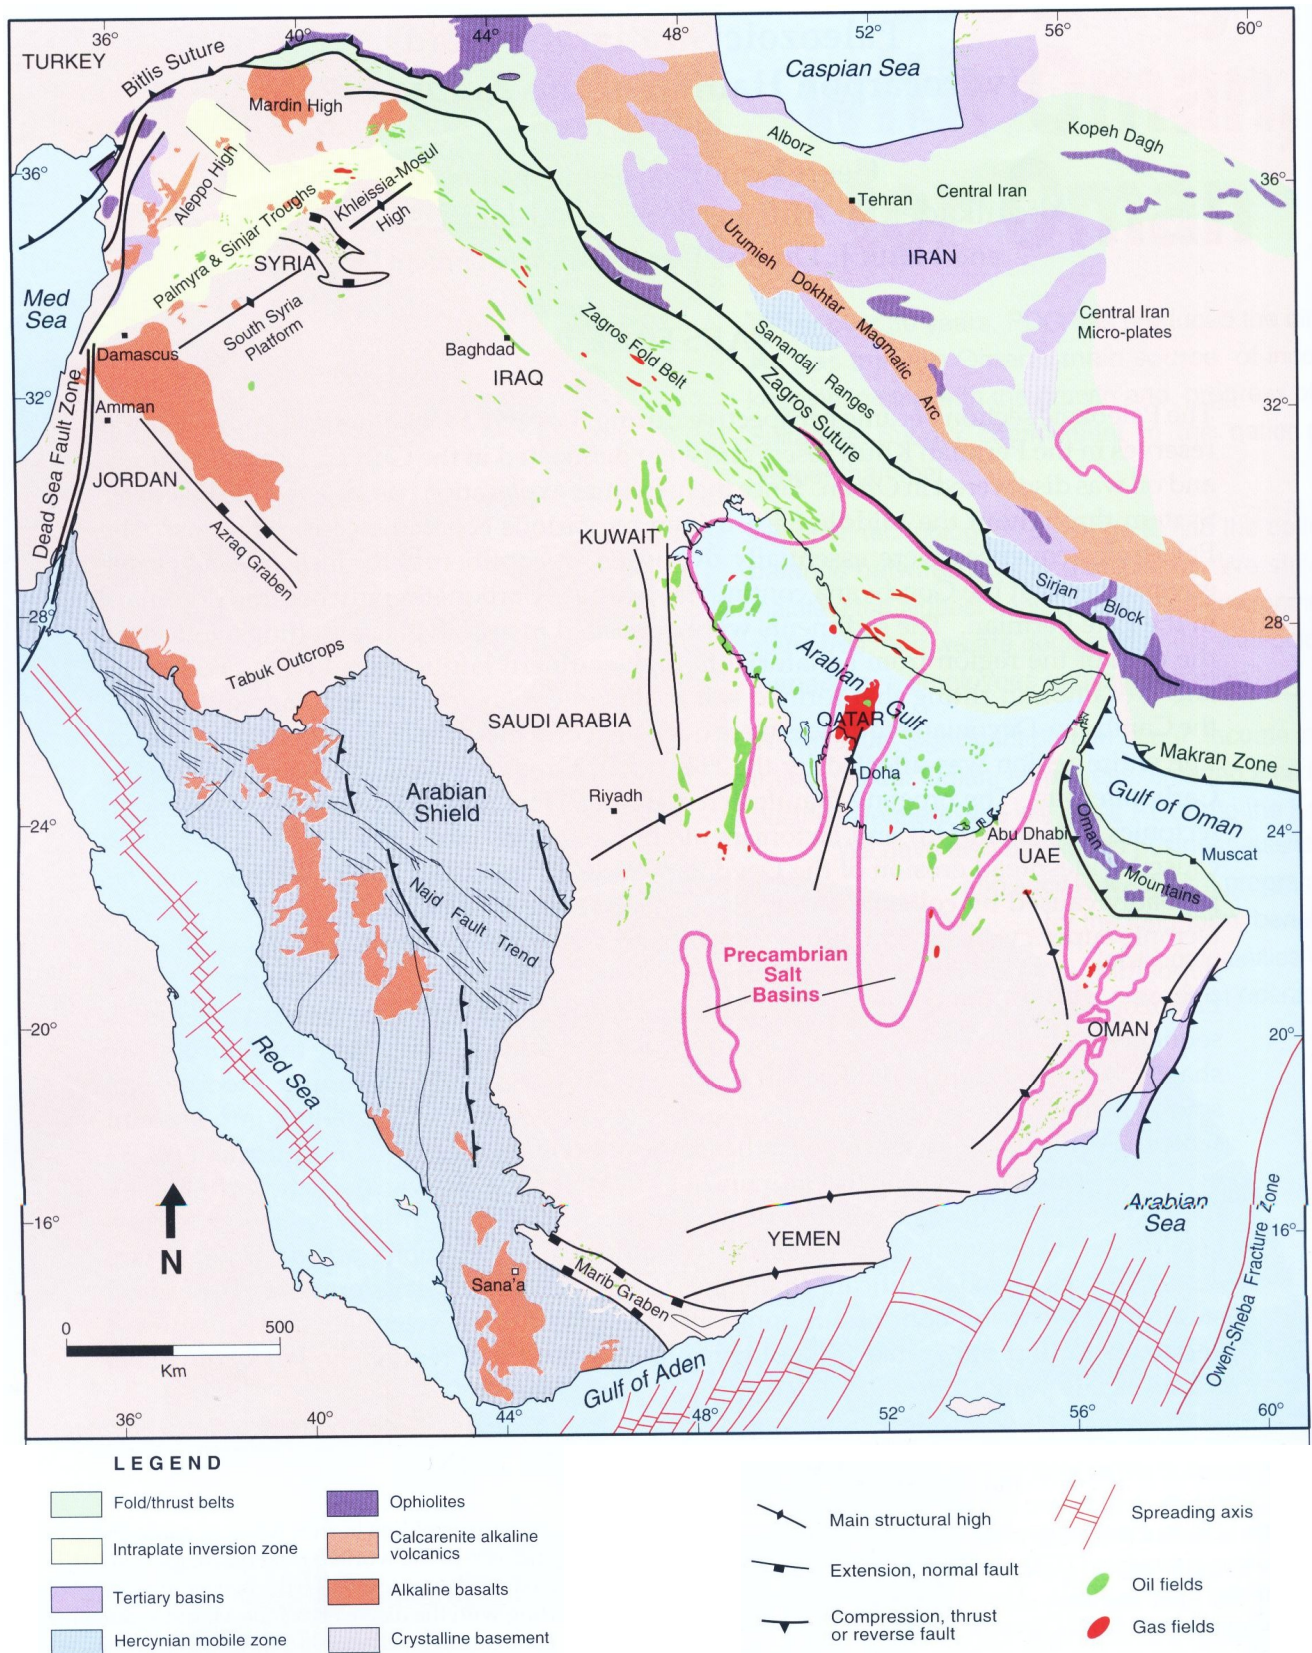 36°
40°
44°
48°
52°
56°
60°
TURKEY
Bitlis Suture
Caspian Sea
Mardin High
Alborz
Kopeh Dagh
36°
36°
Aleppo High
Khleissia-Mosul
High
Tehran
Central Iran
Palmyra & Sinjar Troughs
SYRIA
Urumieh Dokhtar Magmatic Arc
IRAN
Med
Sea
South Syria
Platform
Central Iran
Micro-plates
Zagros Fold Belt
Sanandaj Ranges
Damascus
Baghdad
IRAQ
Zagros Suture
32°
32°
Amman
Dead Sea Fault Zone
JORDAN
Azraq Graben
KUWAIT
Sirjan Block
28°
28°
Tabuk Outcrops
Arabian Gulf
SAUDI ARABIA
QATAR
Makran Zone
Doha
Arabian
Shield
Riyadh
Gulf of Oman
24°
24°
Abu Dhabi
UAE
Oman
Mountains
Muscat
Najd Fault Trend
Precambrian
Salt
Basins
20°
20°
OMAN
Red Sea
Arabian
Sea
16°
16°
N
YEMEN
Owen-Sheba Fracture Zone
Sana'a
Marib Graben
0
500
Km
Gulf of Aden
36°
40°
44°
48°
52°
56°
60°
LEGEND
Fold/thrust belts
Intraplate inversion zone
Tertiary basins
Hercynian mobile zone
Ophiolites
Calcarenite alkaline
volcanics
Alkaline basalts
Crystalline basement
Main structural high
Extension, normal fault
Compression, thrust
or reverse fault
Spreading axis
Oil fields
Gas fields